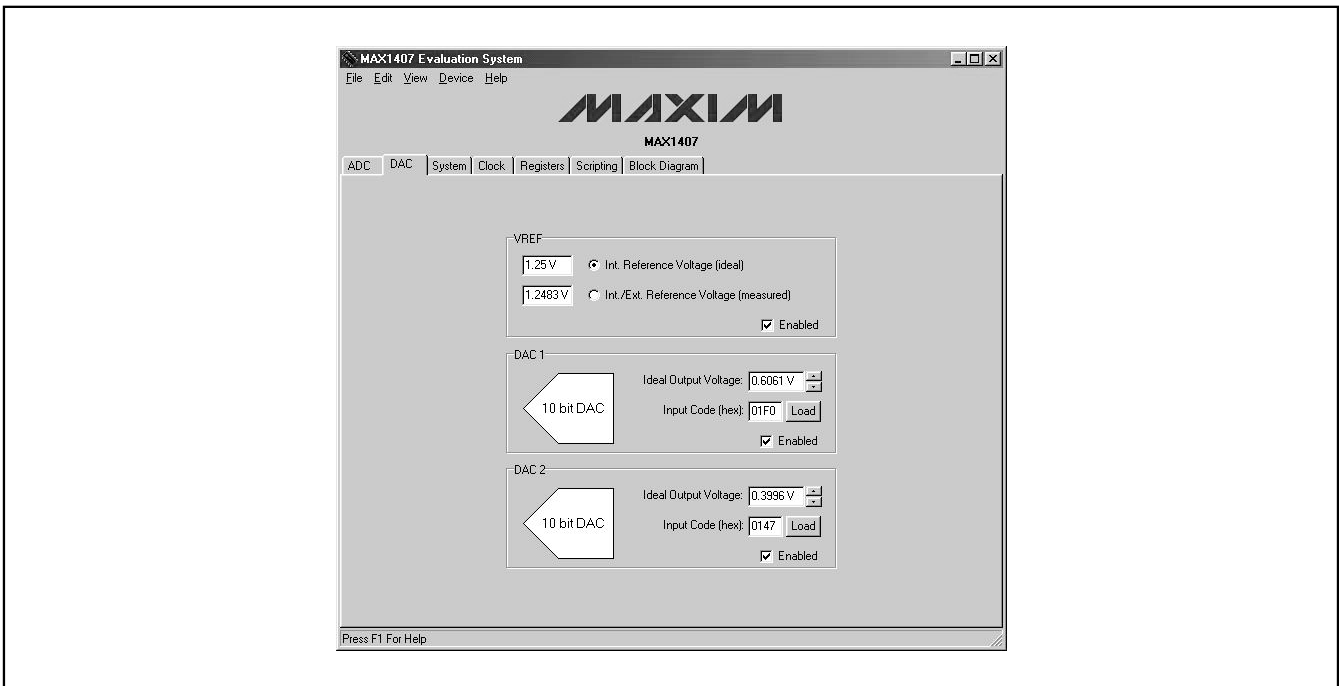 MAX1407 Evaluation System
File Edit View Device Help
MAXIM
MAX1407
ADC DAC System Clock Registers Scripting Block Diagram
VREF
1.25 V Int. Reference Voltage (ideal)
1.2483 V Int./Ext. Reference Voltage (measured)
Enabled
DAC 1
10 bit DAC
Ideal Output Voltage: 0.6061 V
Input Code (hex): 01F0 Load
Enabled
DAC 2
10 bit DAC
Ideal Output Voltage: 0.3996 V
Input Code (hex): 0147 Load
Enabled
Press F1 For Help